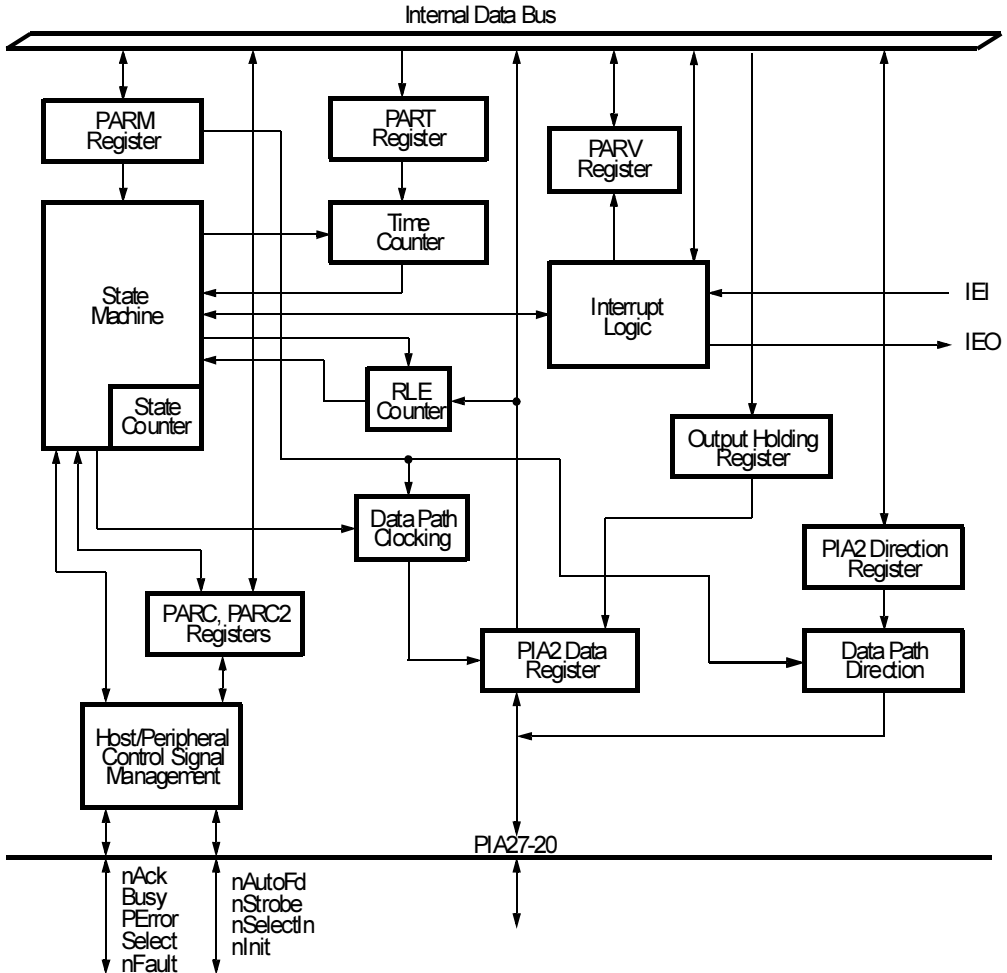 Internal Data Bus
PARM
Register
PART
Register
PARV
Register
Time
Counter
State
Machine
Interrupt
Logic
IEI
IEO
RLE
Counter
State
Counter
Output Holding
Register
Data Path
Clocking
PIA2 Direction
Register
PARC, PARC2
Registers
PIA2 Data
Register
Data Path
Direction
Host/Peripheral
Control Signal
Management
PIA27-20
nAck
Busy
PError
Select
nFault
nAutoFd
nStrobe
nSelectIn
nInit